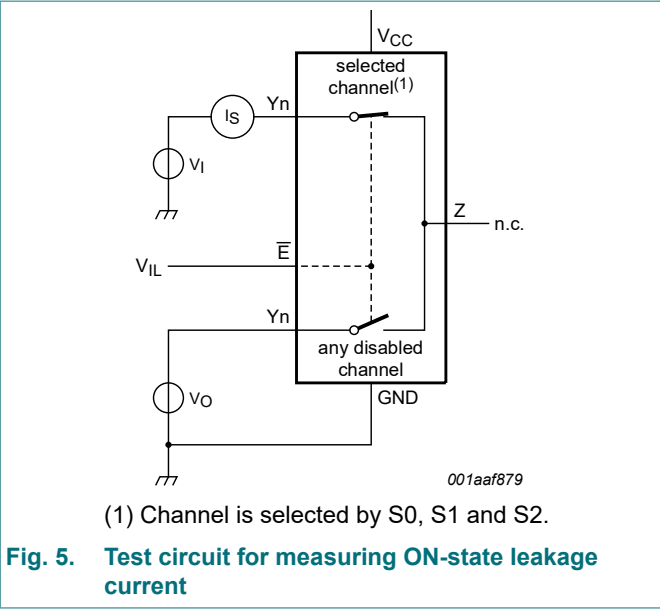 VCC
selected
channel(1)
Yn
IS
VI
Z
n.c.
E̅
VIL
Yn
any disabled
channel
VO
GND
001aaf879
(1) Channel is selected by S0, S1 and S2.
Fig. 5. Test circuit for measuring ON-state leakage
current